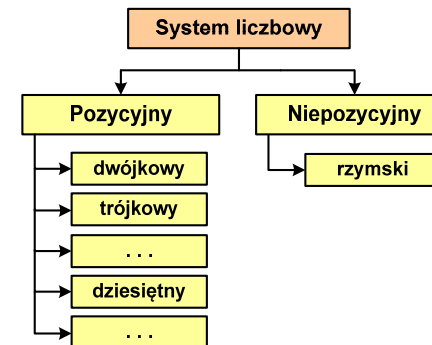 System liczbowy
Pozycyjny
Niepozycyjny
dwójkowy
rzymski
trójkowy
. . .
dziesiętny
. . .